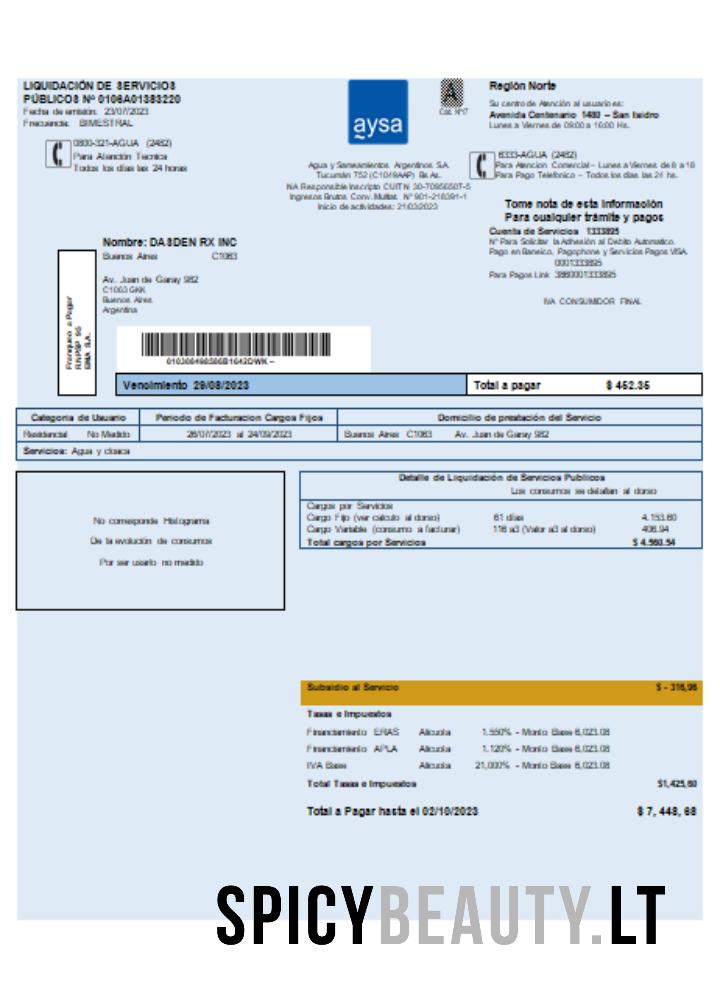 LIQUIDACIÓN DE SERVICIOS
PÚBLICOS Nº 0106A01383220
Fecha de emisión: 23/07/2023
Frecuencia: BIMESTRAL
0800-321-AGUA (2482)
Para Atención Tecnica
Todos los días las 24 horas
aysa
A
Cód. Nº17
Agua y Saneamientos Argentinos S.A.
Tucumán 752 (C1049AAP) Bs.As.
IVA Responsible Inscripto CUIT N 30-70956507-5
Ingresos Brutos Conv. Multas Nº 901-218391-1
Inicio de actividades: 21/03/2023
Región Norte
Su centro de Atención al usuario es:
Avenida Centenario 1480 – San Isidro
Lunes a Viernes de 09:00 a 16:00 Hs.
6333-AGUA (2482)
Para Atencion Comercial – Lunes a Viernes de 8 a 18
Para Pago Telefonico – Todos los días las 24 hs.
Tome nota de esta Información
Para cualquier trámite y pagos
Cuenta de Servicios 1333895
Nº Para Solicitar la Adhesión al Debito Automatico.
Pago en Banelco, Pagophone y Servicios Pagos VISA.
0001333895
Para Pagos Link 3860001333895
IVA CONSUMIDOR FINAL
Nombre: DASDEN RX INC
Buenos Aires C1063
Av. Juan de Garay 982
C1063 GKK
Buenos Aires
Argentina
Franqueo a Pagar
RNPSP 95
EMA S.A.
Vencimiento 29/08/2023 Total a pagar $ 452.35
Categoria de Usuario Periodo de Facturacion Cargos Fijos Domicilio de prestación del Servicio
Residencial No Medido 26/07/2023 al 24/09/2023 Buenos Aires C1063 Av. Juan de Garay 982
Servicios: Agua y cloaca
No corresponde Histograma
De la evolución de consumos
Por ser usario no medido
Detalle de Liquidación de Servicios Publicos
Los consumos se detallan al dorso
Cargos por Servicios
Cargo Fijo (ver calculo al dorso) 61 días 4.153.60
Cargo Variable (consumo a facturar) 116 a3 (Valor a3 al dorso) 406.94
Total cargos por Servicios $ 4.560.54
Subsidio al Servicio $ - 316,96
Tasas e Impuestos
Financiamiento ERAS Alicuota 1.550% - Monto Base 6,023.08
Financiamiento APLA Alicuota 1.120% - Monto Base 6,023.08
IVA Base Alicuota 21,000% - Monto Base 6,023.08
Total Tasas e Impuestos $1,425,60
Total a Pagar hasta el 02/10/2023 $ 7, 448, 68
SPICYBEAUTY.LT